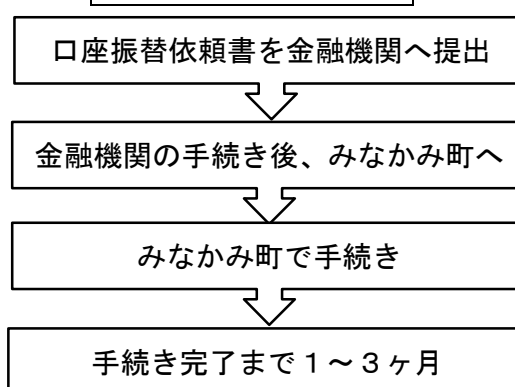 口座振替依頼書を金融機関へ提出
金融機関の手続き後、みなかみ町へ
みなかみ町で手続き
手続き完了まで１～３ヶ月